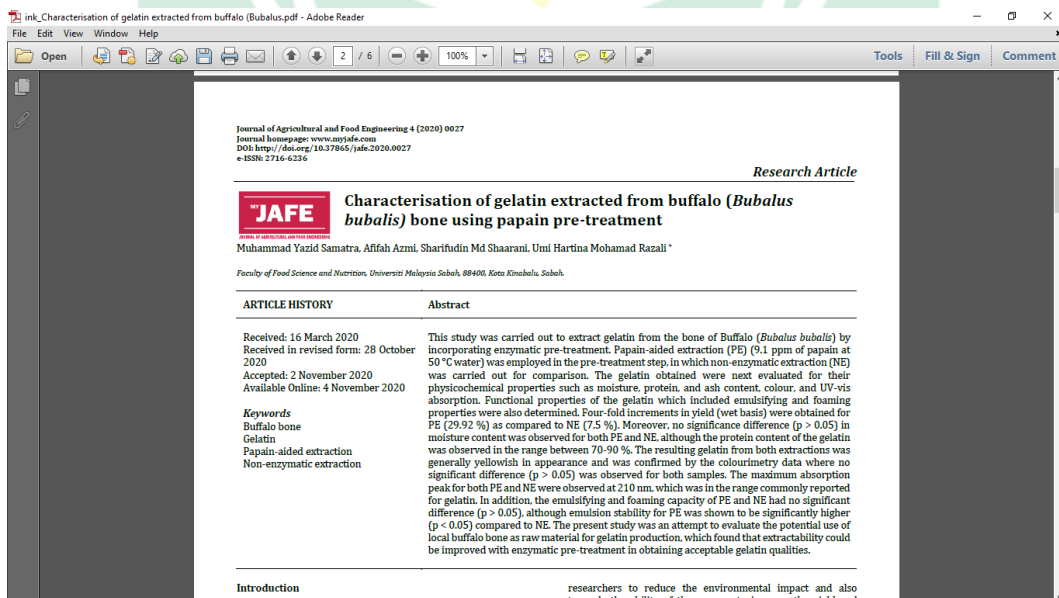 ink_Characterisation of gelatin extracted from buffalo (Bubalus.pdf - Adobe Reader
File Edit View Window Help
Open 2 / 6 100% Tools Fill & Sign Comment
Journal of Agricultural and Food Engineering 4 (2020) 0027
Journal homepage: www.myjafe.com
DOI: http://doi.org/10.37865/jafe.2020.0027
e-ISSN: 2716-6236
Research Article
MY JAFE
JOURNAL OF AGRICULTURAL AND FOOD ENGINEERING
Characterisation of gelatin extracted from buffalo (Bubalus
bubalis) bone using papain pre-treatment
Muhammad Yazid Samatra, Afifah Azmi, Sharifudin Md Shaarani, Umi Hartina Mohamad Razali *
Faculty of Food Science and Nutrition, Universiti Malaysia Sabah, 88400, Kota Kinabalu, Sabah.
ARTICLE HISTORY
Received: 16 March 2020
Received in revised form: 28 October
2020
Accepted: 2 November 2020
Available Online: 4 November 2020
Keywords
Buffalo bone
Gelatin
Papain-aided extraction
Non-enzymatic extraction
Abstract
This study was carried out to extract gelatin from the bone of Buffalo (Bubalus bubalis) by
incorporating enzymatic pre-treatment. Papain-aided extraction (PE) (9.1 ppm of papain at
50 °C water) was employed in the pre-treatment step, in which non-enzymatic extraction (NE)
was carried out for comparison. The gelatin obtained were next evaluated for their
physicochemical properties such as moisture, protein, and ash content, colour, and UV-vis
absorption. Functional properties of the gelatin which included emulsifying and foaming
properties were also determined. Four-fold increments in yield (wet basis) were obtained for
PE (29.92 %) as compared to NE (7.5 %). Moreover, no significance difference (p > 0.05) in
moisture content was observed for both PE and NE, although the protein content of the gelatin
was observed in the range between 70-90 %. The resulting gelatin from both extractions was
generally yellowish in appearance and was confirmed by the colourimetry data where no
significant difference (p > 0.05) was observed for both samples. The maximum absorption
peak for both PE and NE were observed at 210 nm, which was in the range commonly reported
for gelatin. In addition, the emulsifying and foaming capacity of PE and NE had no significant
difference (p > 0.05), although emulsion stability for PE was shown to be significantly higher
(p < 0.05) compared to NE. The present study was an attempt to evaluate the potential use of
local buffalo bone as raw material for gelatin production, which found that extractability could
be improved with enzymatic pre-treatment in obtaining acceptable gelatin qualities.
Introduction
researchers to reduce the environmental impact and also